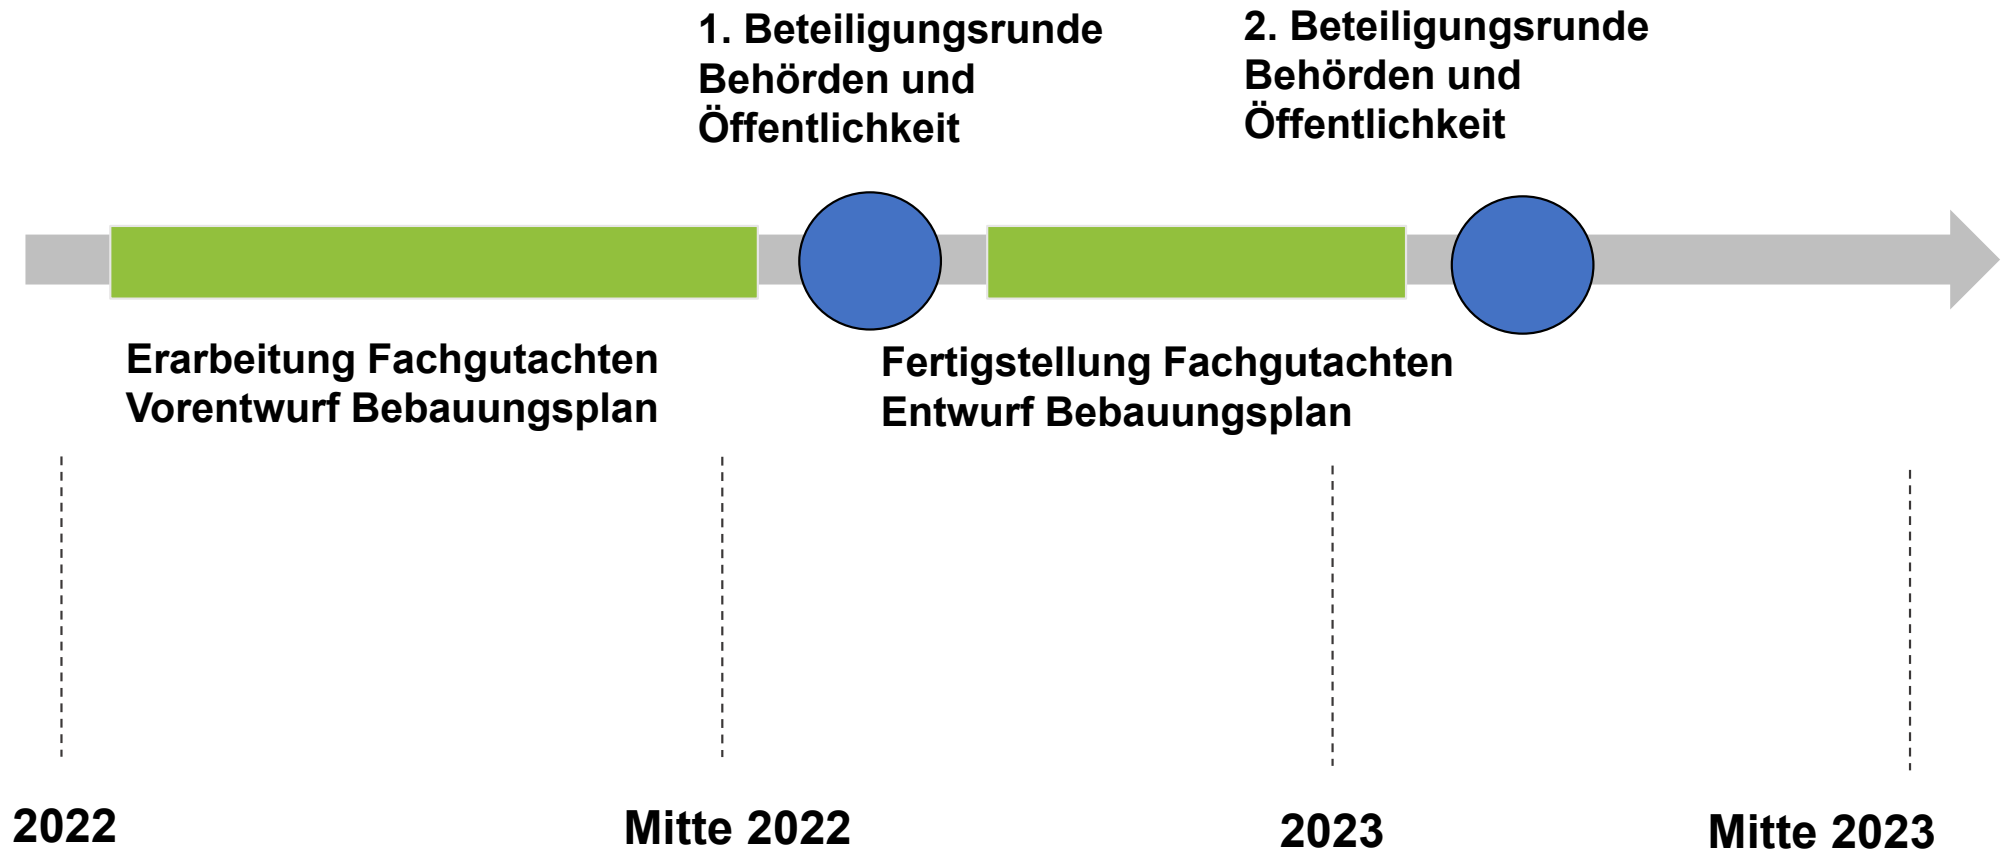 1. Beteiligungsrunde
Behörden und
Öffentlichkeit
2. Beteiligungsrunde
Behörden und
Öffentlichkeit
Erarbeitung Fachgutachten
Vorentwurf Bebauungsplan
Fertigstellung Fachgutachten
Entwurf Bebauungsplan
2022
Mitte 2022
2023
Mitte 2023